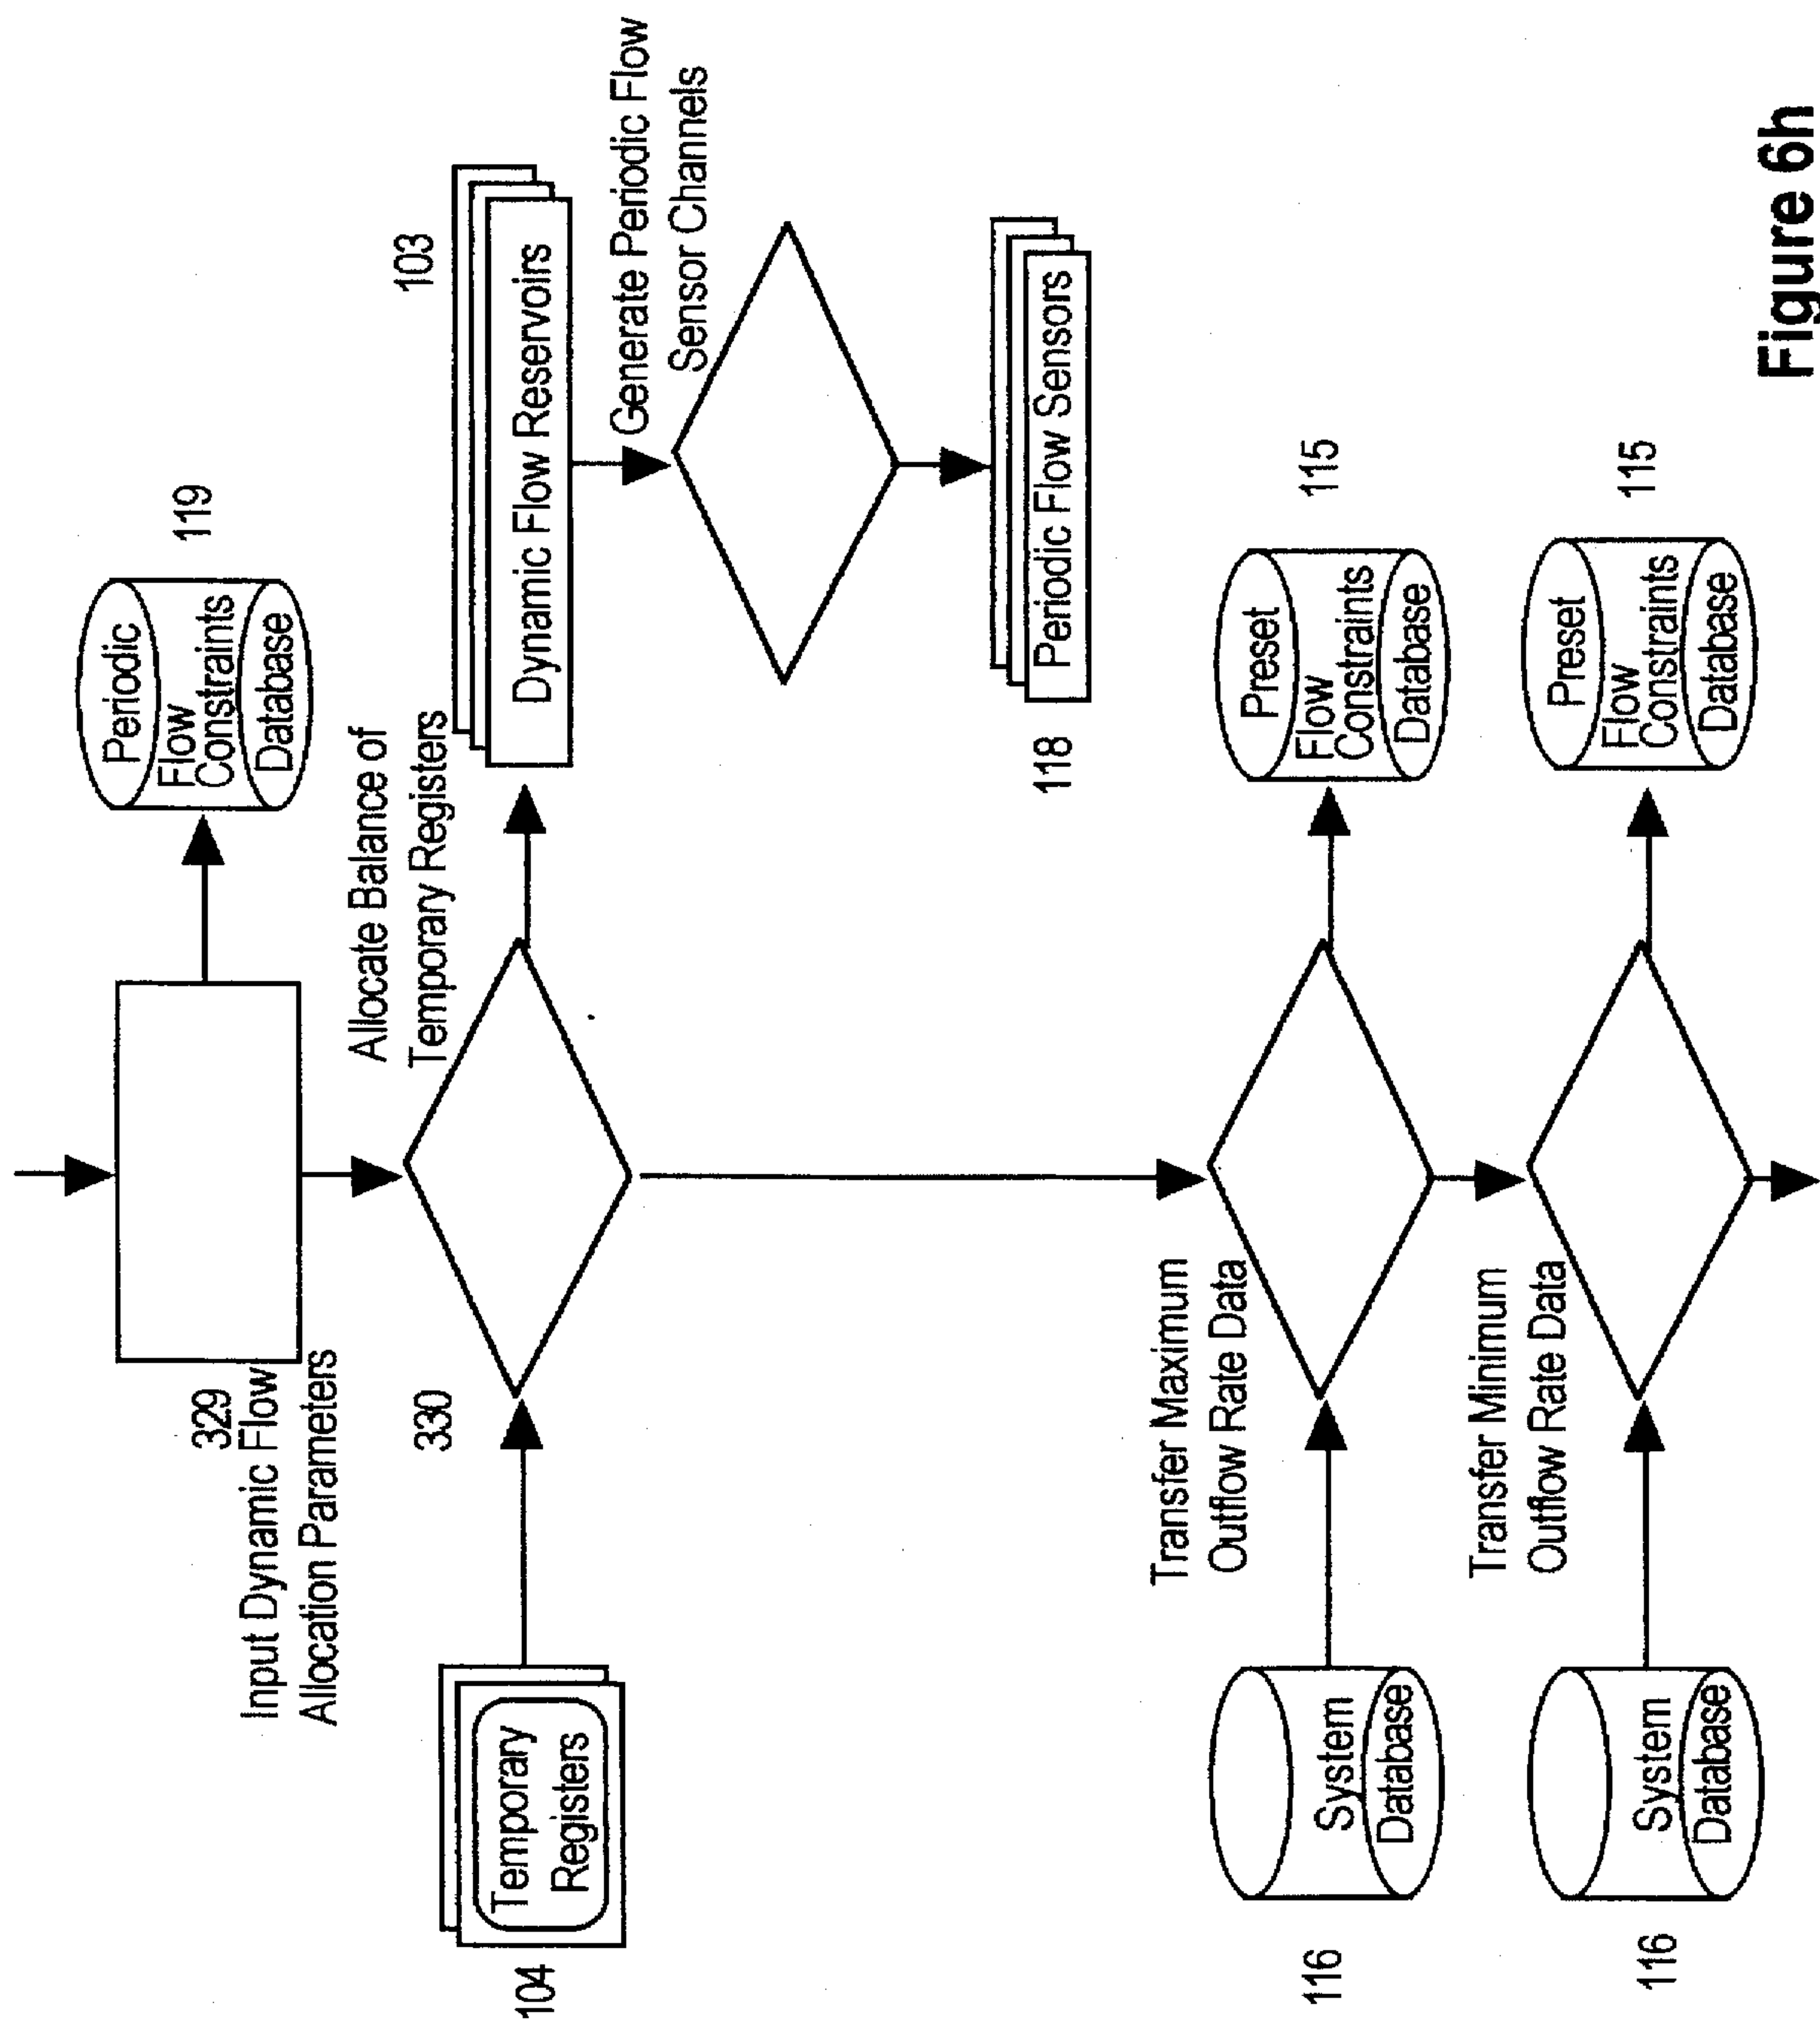 Periodic
Flow
Constraints
Database
119
329
Input Dynamic Flow
Allocation Parameters
Allocate Balance of
Temporary Registers
103
330
Temporary
Registers
104
Dynamic Flow Reservoirs
Generate Periodic Flow
Sensor Channels
Periodic Flow Sensors
118
Transfer Maximum
Outflow Rate Data
System
Database
116
Preset
Flow
Constraints
Database
115
Transfer Minimum
Outflow Rate Data
System
Database
116
Preset
Flow
Constraints
Database
115
Figure 6h